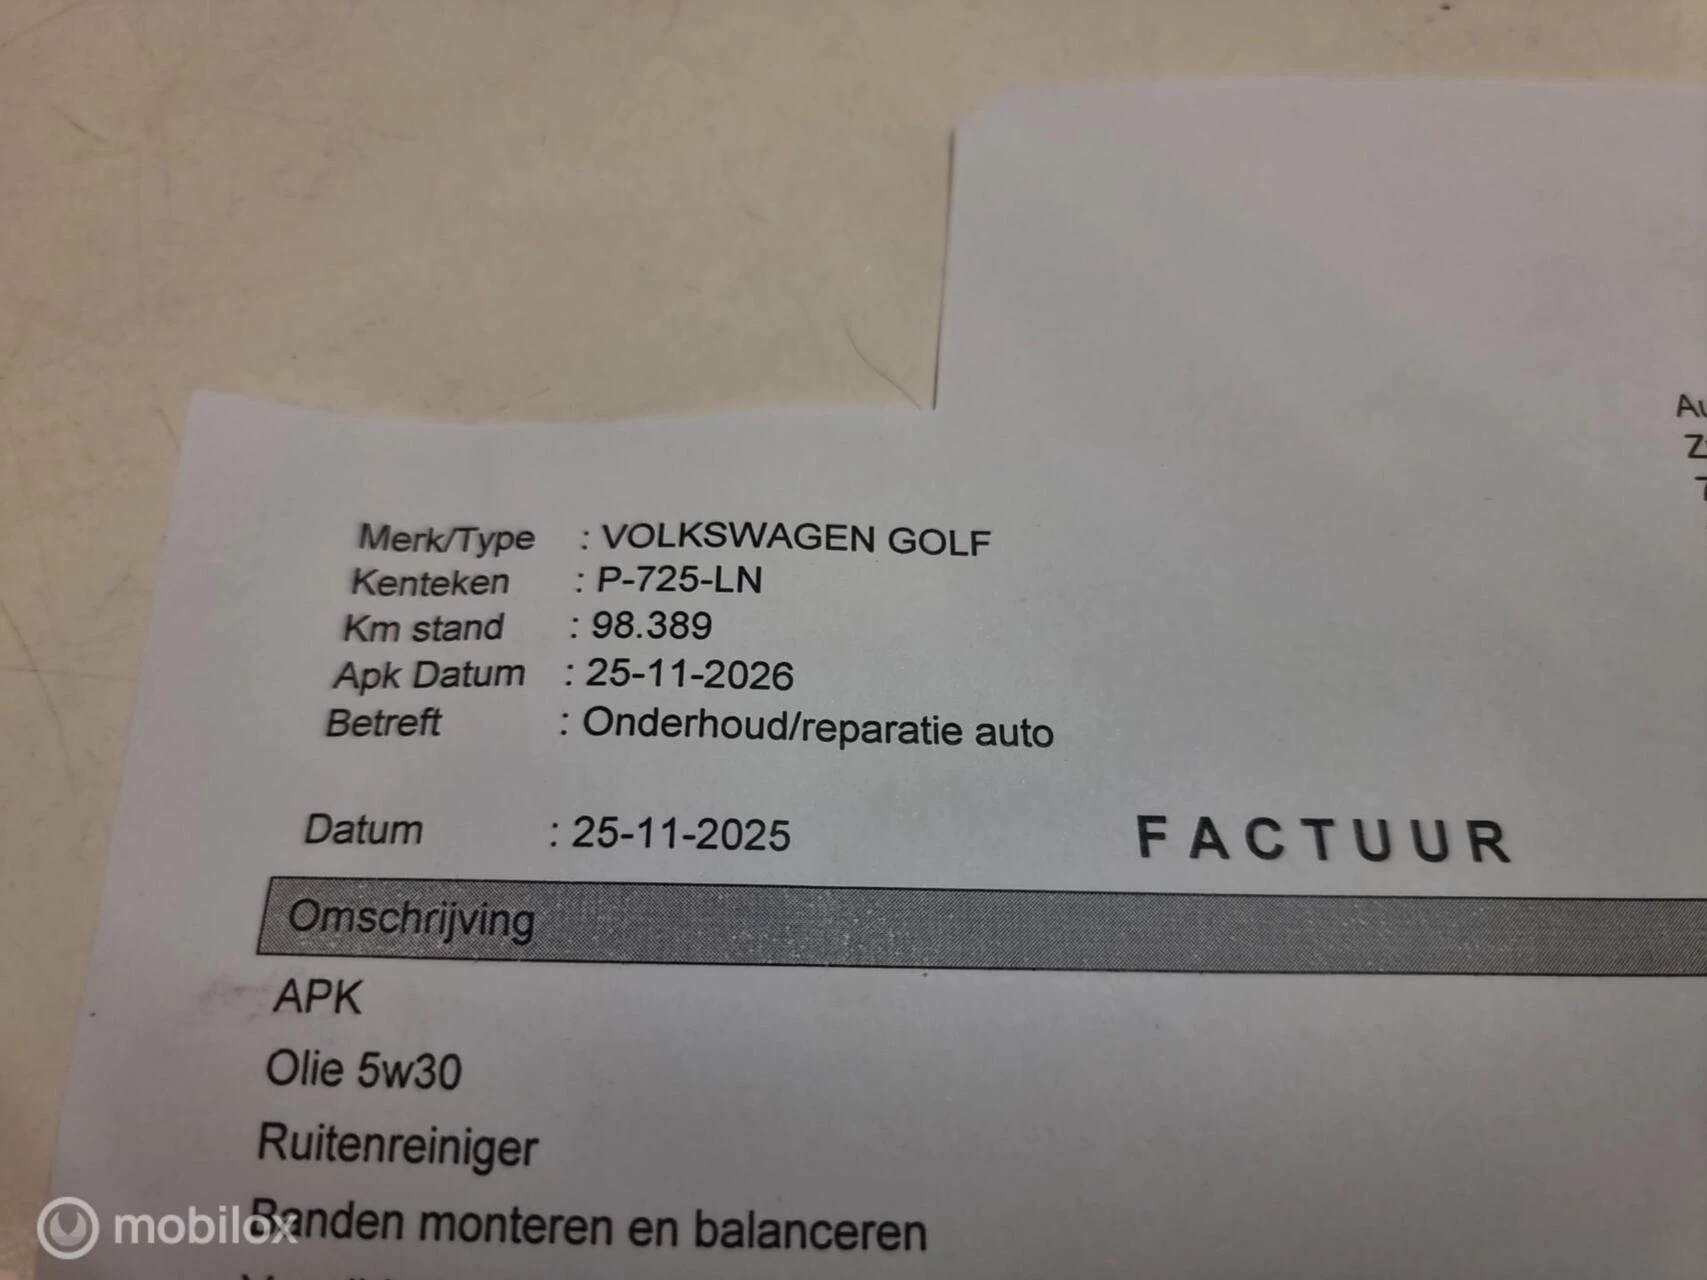 Merk/Type : VOLKSWAGEN GOLF
Kenteken : P-725-LN
Km stand : 98.389
Apk Datum : 25-11-2026
Betreft : Onderhoud/reparatie auto
Datum : 25-11-2025
FACTUUR
Omschrijving
APK
Olie 5w30
Ruitenreiniger
Banden monteren en balanceren
mobilox